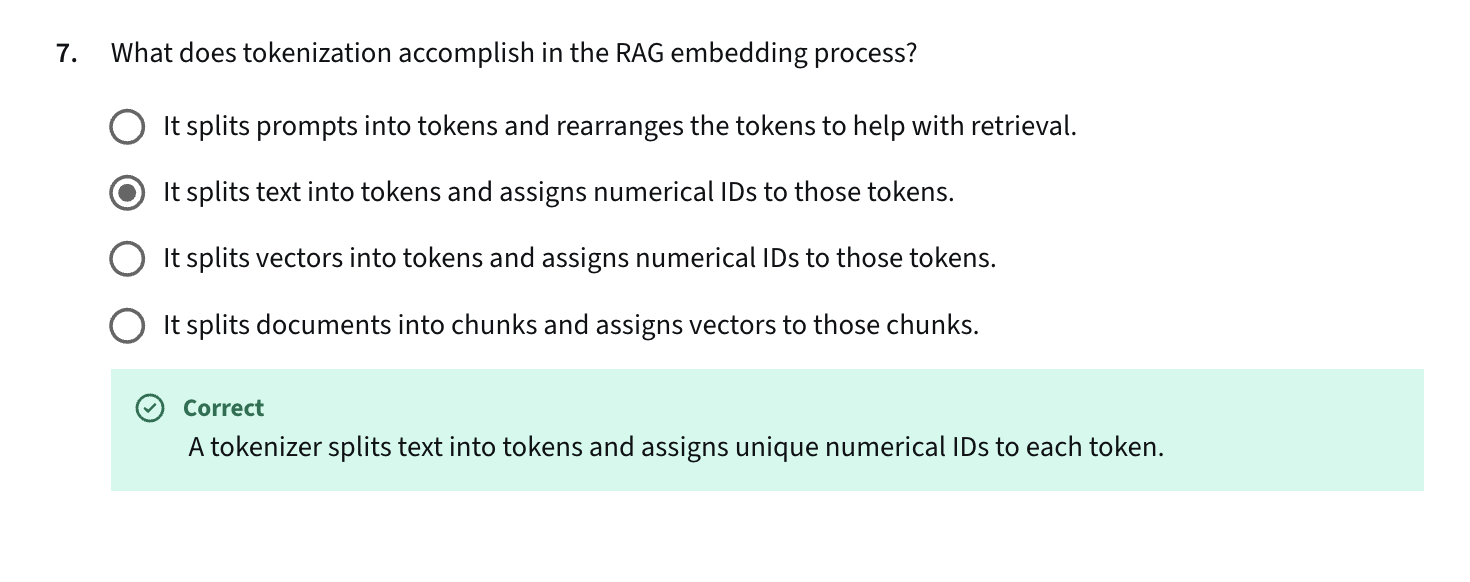 7. What does tokenization accomplish in the RAG embedding process?
It splits prompts into tokens and rearranges the tokens to help with retrieval.
It splits text into tokens and assigns numerical IDs to those tokens.
It splits vectors into tokens and assigns numerical IDs to those tokens.
It splits documents into chunks and assigns vectors to those chunks.
Correct
A tokenizer splits text into tokens and assigns unique numerical IDs to each token.